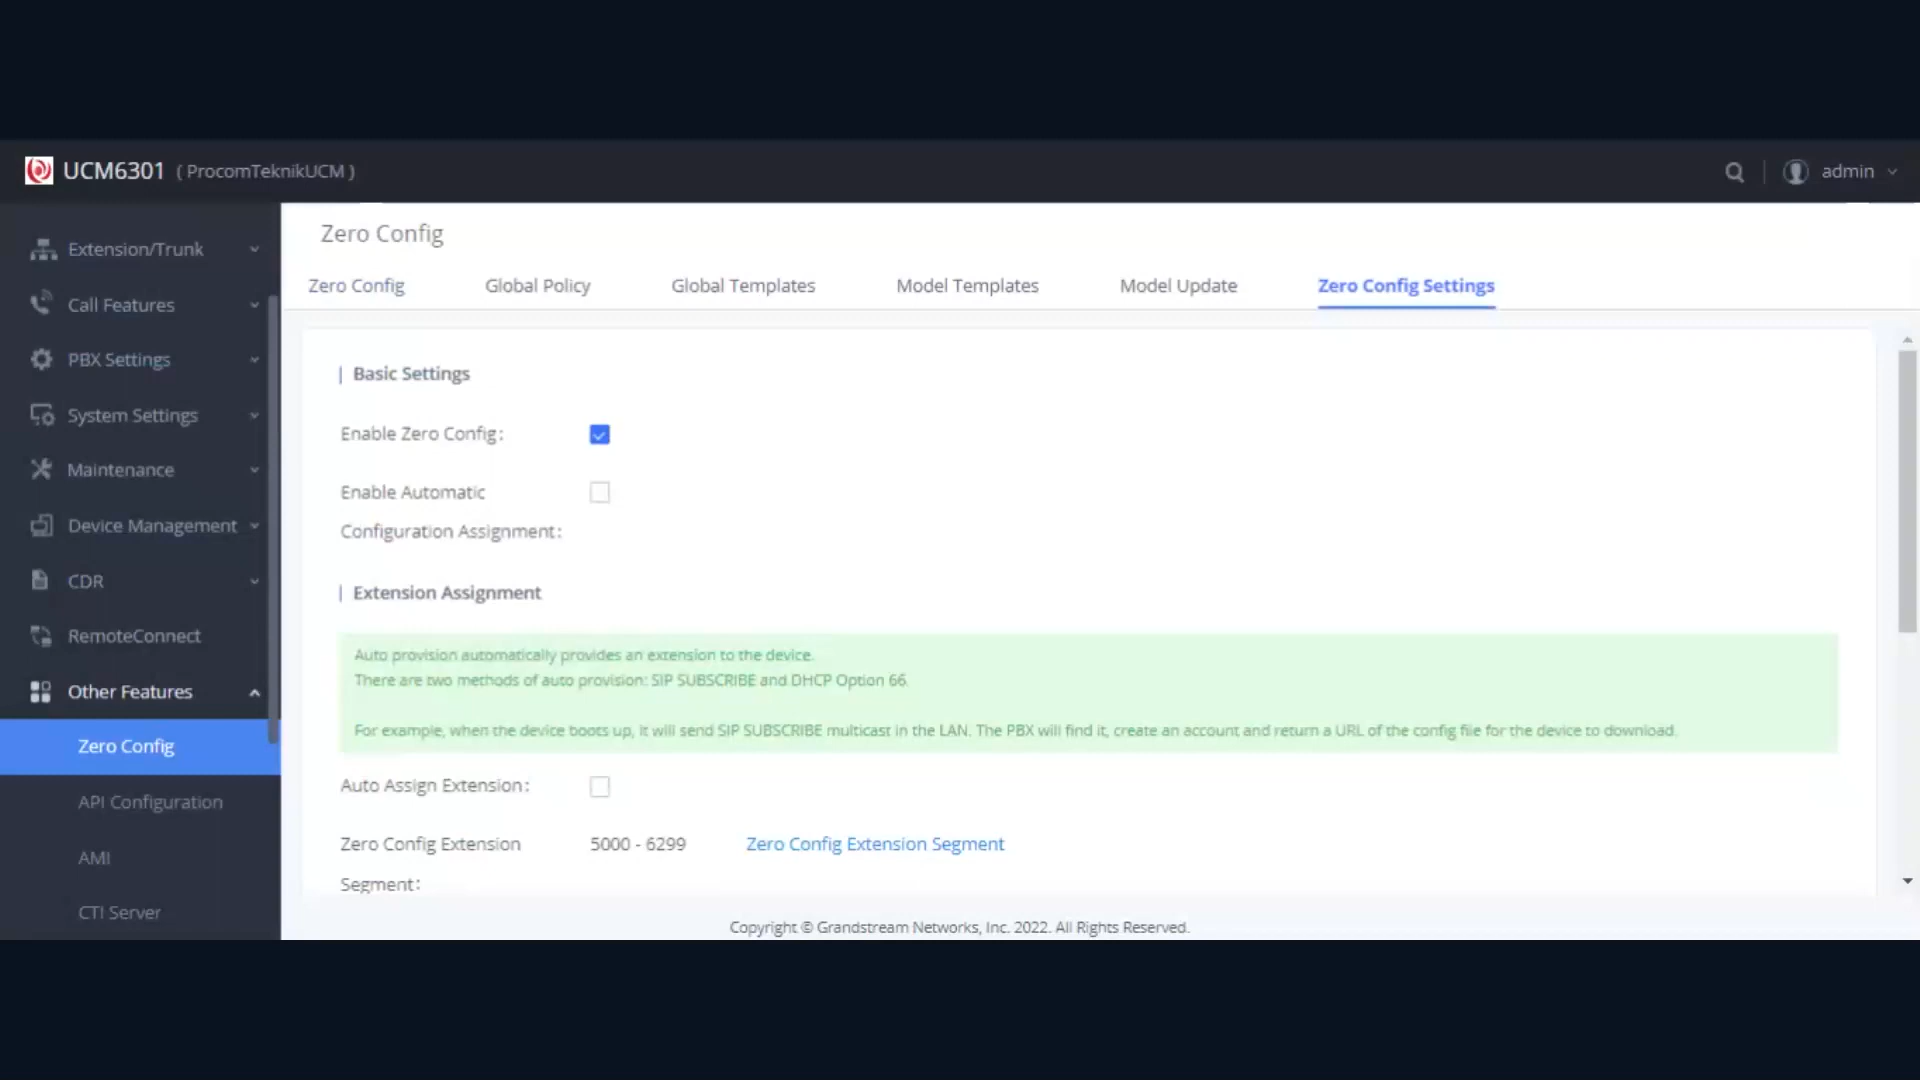 UCM6301 ( ProcomTeknikUCM )
admin
Extension/Trunk
Call Features
PBX Settings
System Settings
Maintenance
Device Management
CDR
RemoteConnect
Other Features
Zero Config
API Configuration
AMI
CTI Server
Zero Config
Zero Config Global Policy Global Templates Model Templates Model Update Zero Config Settings
Basic Settings
Enable Zero Config:
Enable Automatic
Configuration Assignment:
Extension Assignment
Auto provision automatically provides an extension to the device.
There are two methods of auto provision: SIP SUBSCRIBE and DHCP Option 66.
For example, when the device boots up, it will send SIP SUBSCRIBE multicast in the LAN. The PBX will find it, create an account and return a URL of the config file for the device to download.
Auto Assign Extension:
Zero Config Extension 5000 - 6299 Zero Config Extension Segment
Segment:
Copyright © Grandstream Networks, Inc. 2022. All Rights Reserved.